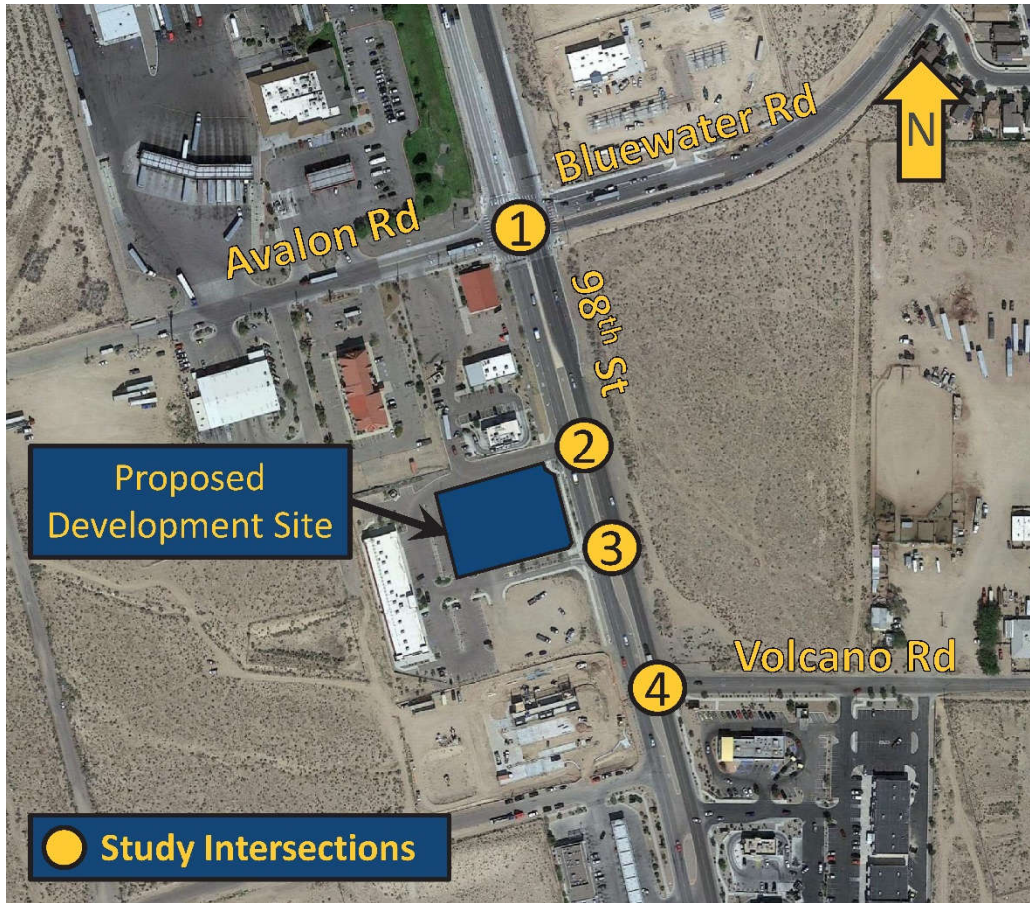 N
Bluewater Rd
Avalon Rd
1
98th St
2
Proposed
Development Site
3
Volcano Rd
4
Study Intersections